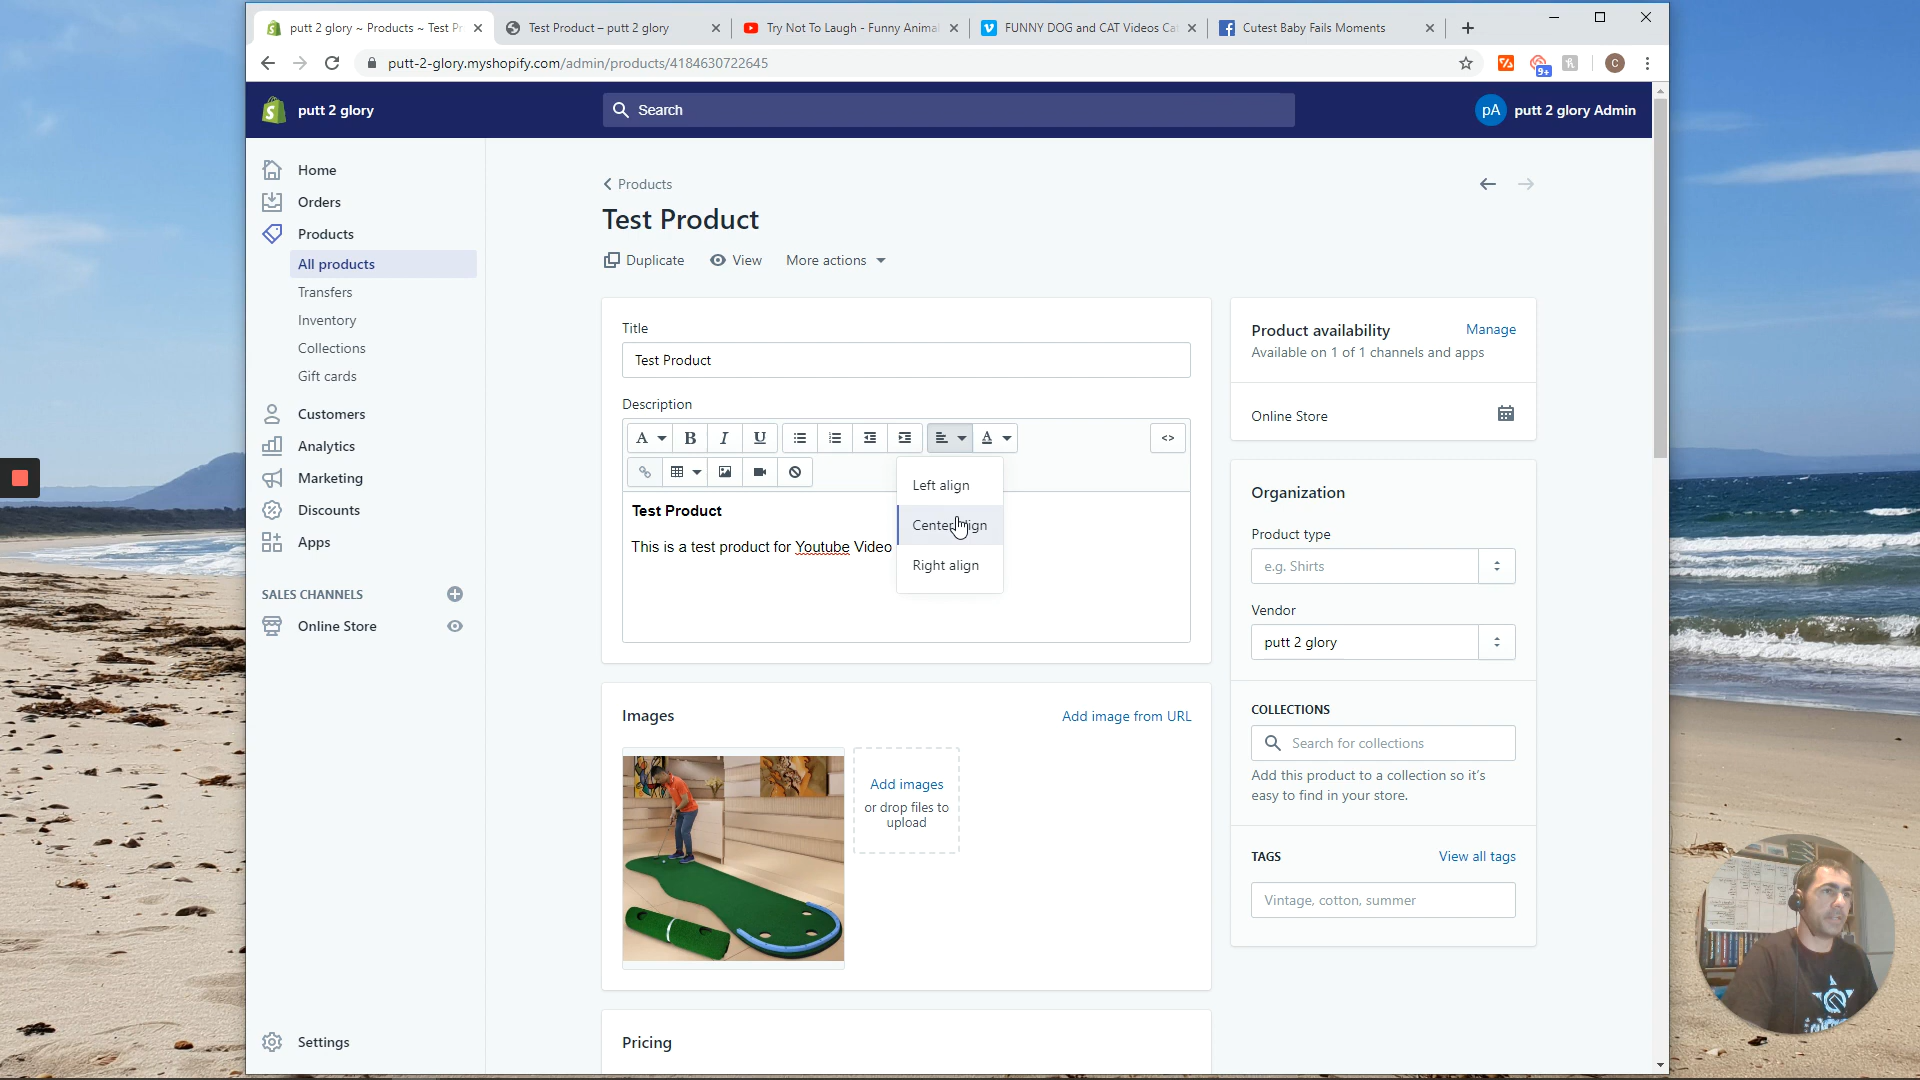 putt 2 glory ~ Products ~ Test Pr
Test Product – putt 2 glory
Try Not To Laugh - Funny Animal
FUNNY DOG and CAT Videos Ca
Cutest Baby Fails Moments
putt-2-glory.myshopify.com/admin/products/4184630722645
9+
C
putt 2 glory
Search
pA
putt 2 glory Admin
Home
Orders
Products
All products
Transfers
Inventory
Collections
Gift cards
Customers
Analytics
Marketing
Discounts
Apps
SALES CHANNELS
Online Store
Settings
Products
Test Product
Duplicate
View
More actions
Title
Test Product
Description
A
B
I
U
A
<>
Left align
Center align
Right align
Test Product
This is a test product for Youtube Video
Images
Add image from URL
Add images
or drop files to
upload
Pricing
Product availability
Manage
Available on 1 of 1 channels and apps
Online Store
Organization
Product type
e.g. Shirts
Vendor
putt 2 glory
COLLECTIONS
Search for collections
Add this product to a collection so it's
easy to find in your store.
TAGS
View all tags
Vintage, cotton, summer